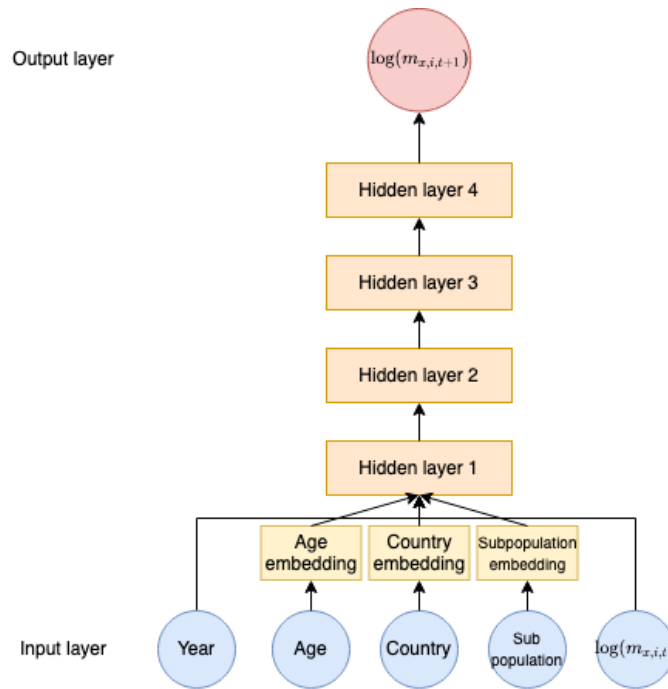 Output layer
log(m_{x,i,t+1})
Hidden layer 4
Hidden layer 3
Hidden layer 2
Hidden layer 1
Age
embedding
Country
embedding
Subpopulation
embedding
Input layer
Year
Age
Country
Sub
population
log(m_{x,i,t}